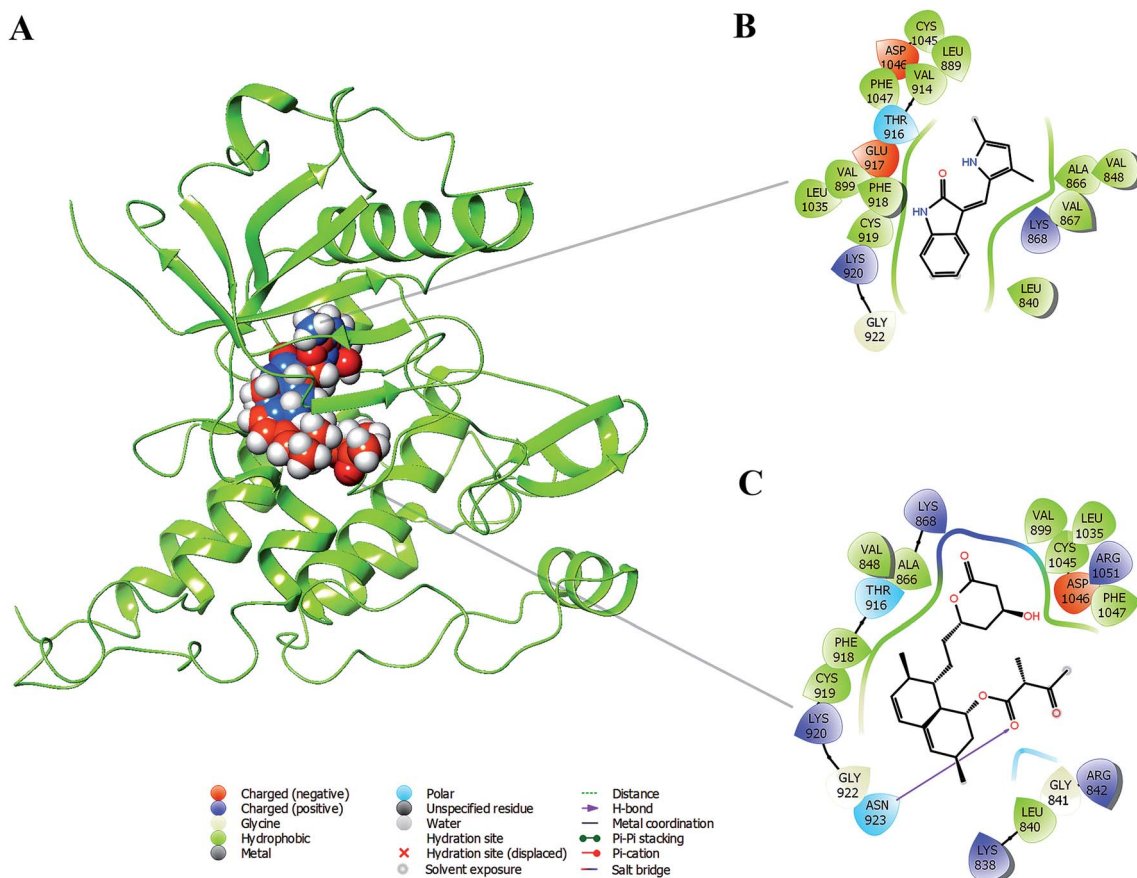 A
B
CYS
1045
ASP
1046
LEU
889
VAL
914
PHE
1047
THR
916
GLU
917
VAL
899
LEU
1035
PHE
918
CYS
919
LYS
920
GLY
922
O
HN
HN
ALA
866
VAL
848
VAL
867
LYS
868
LEU
840
C
LYS
868
VAL
848
ALA
866
THR
916
PHE
918
CYS
919
LYS
920
GLY
922
ASN
923
VAL
899
LEU
1035
CYS
1045
ARG
1051
ASP
1046
PHE
1047
O
O
OH
O
O
O
GLY
841
ARG
842
LEU
840
LYS
838
Charged (negative)
Charged (positive)
Glycine
Hydrophobic
Metal
Polar
Unspecified residue
Water
Hydration site
Hydration site (displaced)
Solvent exposure
Distance
H-bond
Metal coordination
Pi-Pi stacking
Pi-cation
Salt bridge